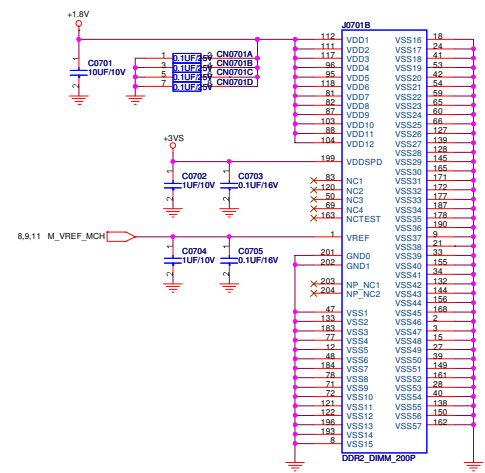 +1.8V
J0701B
112 VDD1 VSS16 18
111 VDD2 VSS17 24
117 VDD3 VSS18 41
96 VDD4 VSS19 53
95 VDD5 VSS20 42
118 VDD6 VSS21 54
81 VDD7 VSS22 59
82 VDD8 VSS23 65
87 VDD9 VSS24 60
103 VDD10 VSS25 66
88 VDD11 VSS26 127
104 VDD12 VSS27 139
VSS28 128
199 VDDSPD VSS29 145
VSS30 165
83 NC1 VSS31 171
120 NC2 VSS32 172
50 NC3 VSS33 177
69 NC4 VSS34 187
163 NCTEST VSS35 178
VSS36 190
1 VREF VSS37 9
VSS38 21
201 GND0 VSS39 33
202 GND1 VSS40 155
VSS41 34
203 NP_NC1 VSS42 132
204 NP_NC2 VSS43 144
VSS44 156
47 VSS1 VSS45 168
133 VSS2 VSS46 2
183 VSS3 VSS47 3
77 VSS4 VSS48 15
12 VSS5 VSS49 27
48 VSS6 VSS50 39
184 VSS7 VSS51 149
78 VSS8 VSS52 161
71 VSS9 VSS53 28
72 VSS10 VSS54 40
121 VSS11 VSS55 138
122 VSS12 VSS56 150
196 VSS13 VSS57 162
193 VSS14
8 VSS15
DDR2_DIMM_200P
1 C0701
10UF/10V
2
1 0.1UF/25V CN0701A
3 0.1UF/25V CN0701B
5 0.1UF/25V CN0701C
7 0.1UF/25V CN0701D
+3VS
1 C0702 1 C0703
1UF/10V 0.1UF/16V
2 2
8,9,11 M_VREF_MCH
1 C0704 1 C0705
1UF/10V 0.1UF/16V
2 2